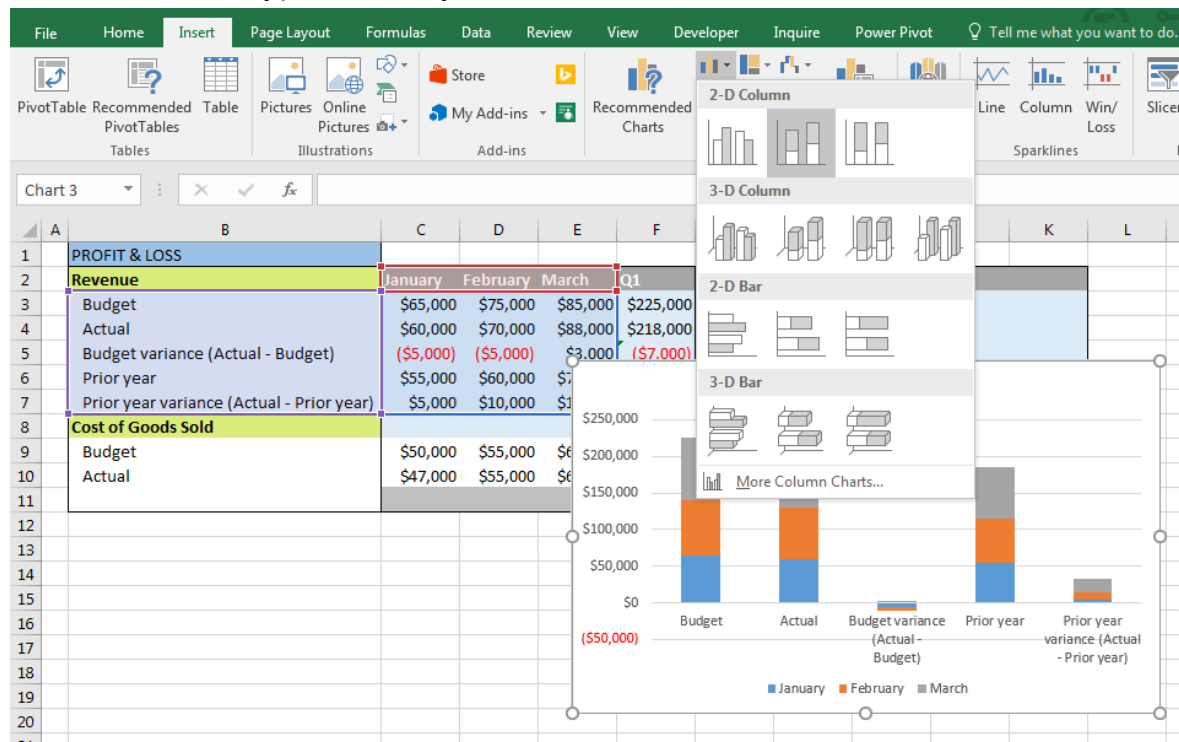 File Home Insert Page Layout Formulas Data Review View Developer Inquire Power Pivot Tell me what you want to do.
PivotTable Recommended PivotTables Table Pictures Online Pictures Store My Add-ins Recommended Charts Line Column Win/Loss Slicer
Tables Illustrations Add-ins Sparklines
2-D Column
3-D Column
2-D Bar
3-D Bar
More Column Charts...
Chart 3 fx
A B C D E F K L
1 PROFIT & LOSS
2 Revenue January February March Q1
3 Budget $65,000 $75,000 $85,000 $225,000
4 Actual $60,000 $70,000 $88,000 $218,000
5 Budget variance (Actual - Budget) ($5,000) ($5,000) $3,000 ($7,000)
6 Prior year $55,000 $60,000
7 Prior year variance (Actual - Prior year) $5,000 $10,000
8 Cost of Goods Sold
9 Budget $50,000 $55,000
10 Actual $47,000 $55,000
11
12
13
14
15
16
17
18
19
20
$250,000
$200,000
$150,000
$100,000
$50,000
$0
($50,000)
Budget Actual Budget variance Prior year Prior year
(Actual - variance (Actual
Budget) - Prior year)
January February March